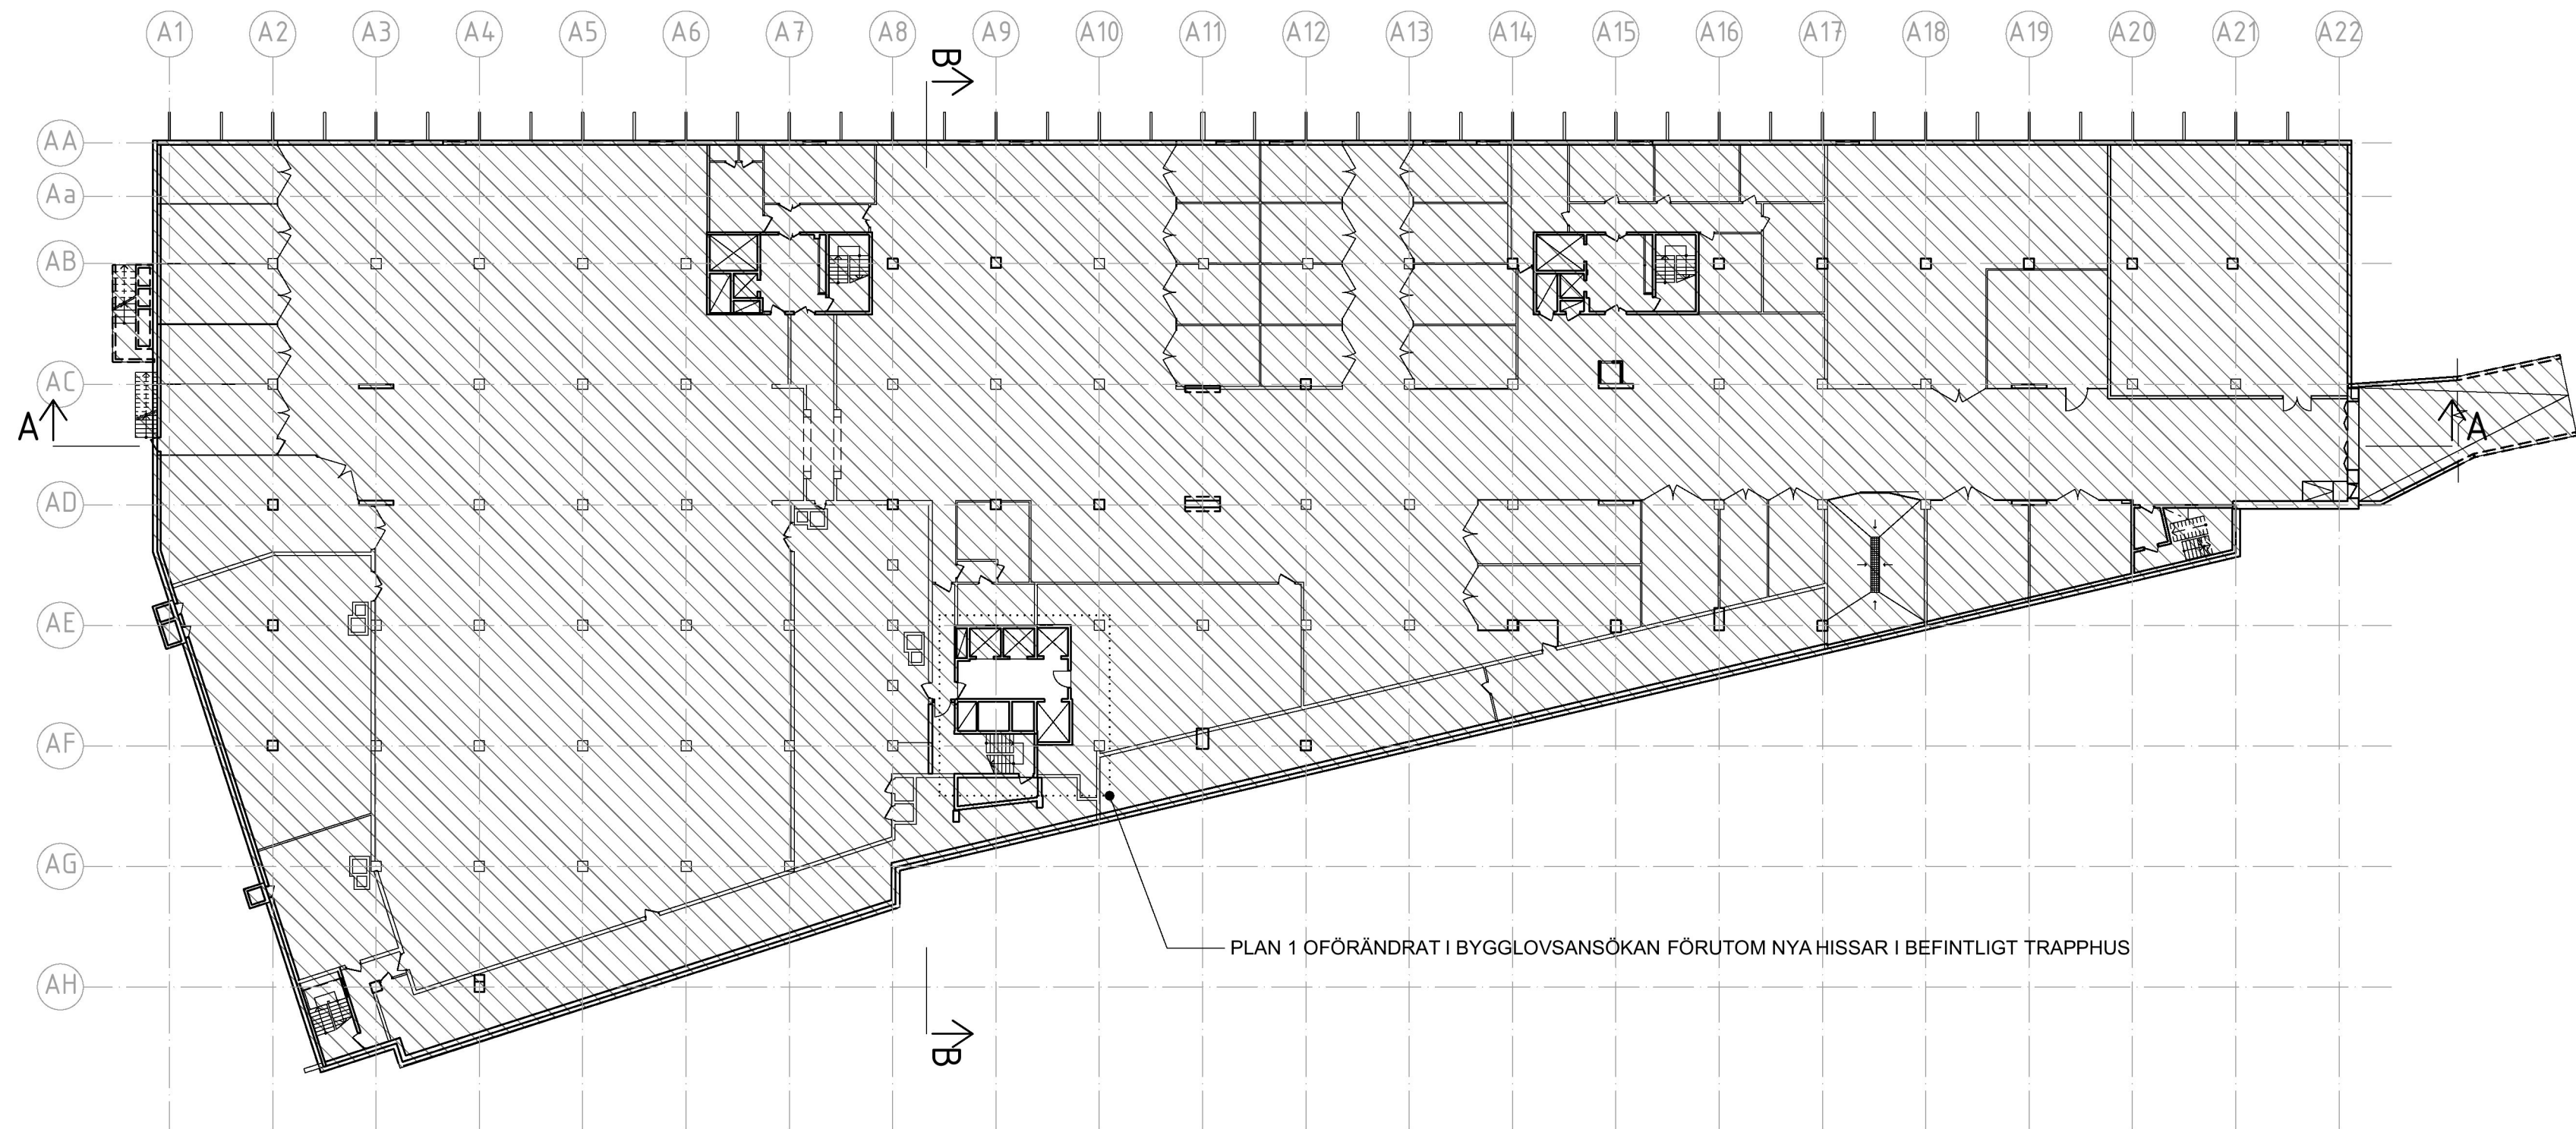 A1 A2 A3 A4 A5 A6 A7 A8 A9 A10 A11 A12 A13 A14 A15 A16 A17 A18 A19 A20 A21 A22
B
AA
Aa
AB
AC
A A
AD
AE
AF
AG
PLAN 1 OFÖRÄNDRAT I BYGGLOVSANSÖKAN FÖRUTOM NYA HISSAR I BEFINTLIGT TRAPPHUS
AH
B